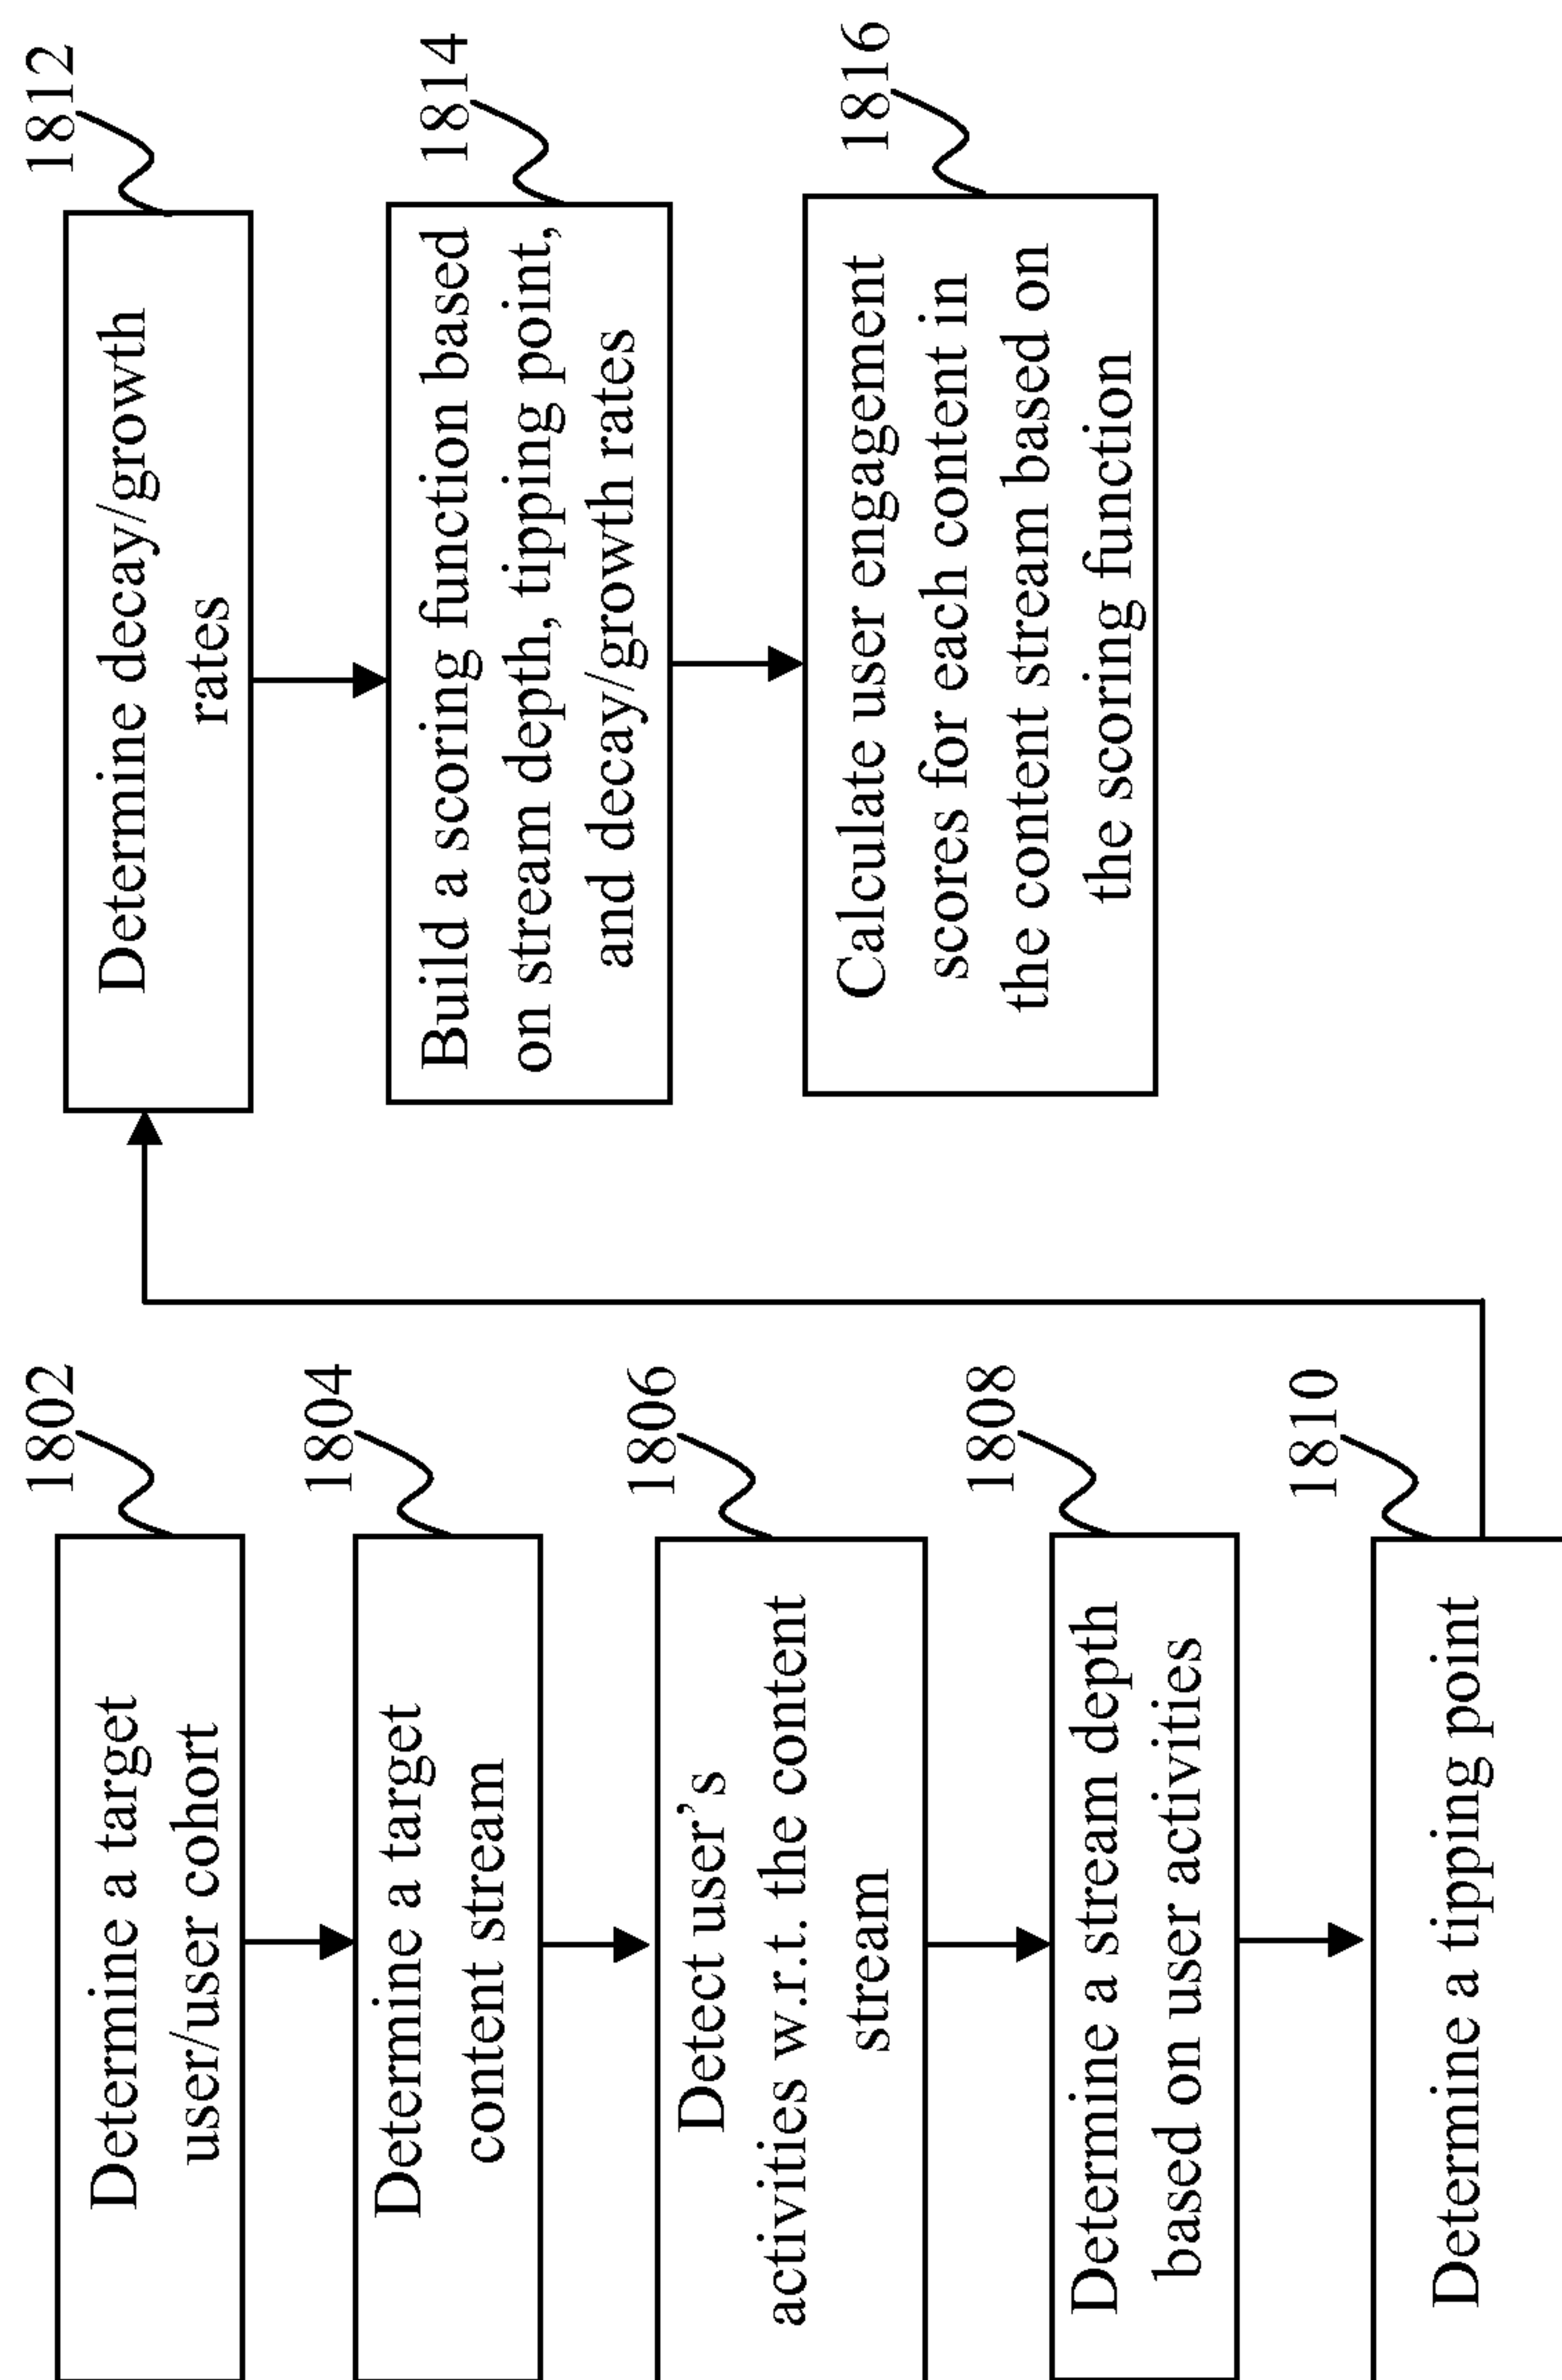 1802
Determine a target
user/user cohort
1804
Determine a target
content stream
1806
Detect user's
activities w.r.t. the content
stream
1808
Determine a stream depth
based on user activities
1810
Determine a tipping point
1812
Determine decay/growth
rates
1814
Build a scoring function based
on stream depth, tipping point,
and decay/growth rates
1816
Calculate user engagement
scores for each content in
the content stream based on
the scoring function